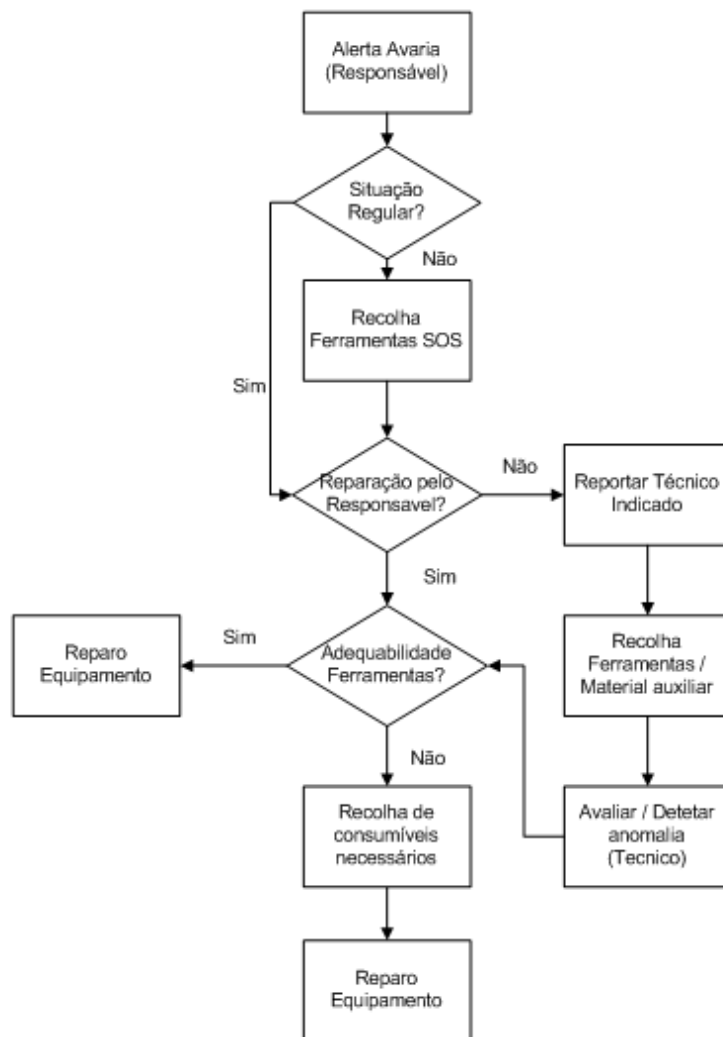 Alerta Avaria
(Responsável)
Situação
Regular?
Não
Recolha
Ferramentas SOS
Sim
Reparação pelo
Responsavel?
Não
Reportar Técnico
Indicado
Sim
Recolha
Ferramentas /
Material auxiliar
Adequabilidade
Ferramentas?
Sim
Reparo
Equipamento
Não
Recolha de
consumíveis
necessários
Avaliar / Detetar
anomalia
(Tecnico)
Reparo
Equipamento